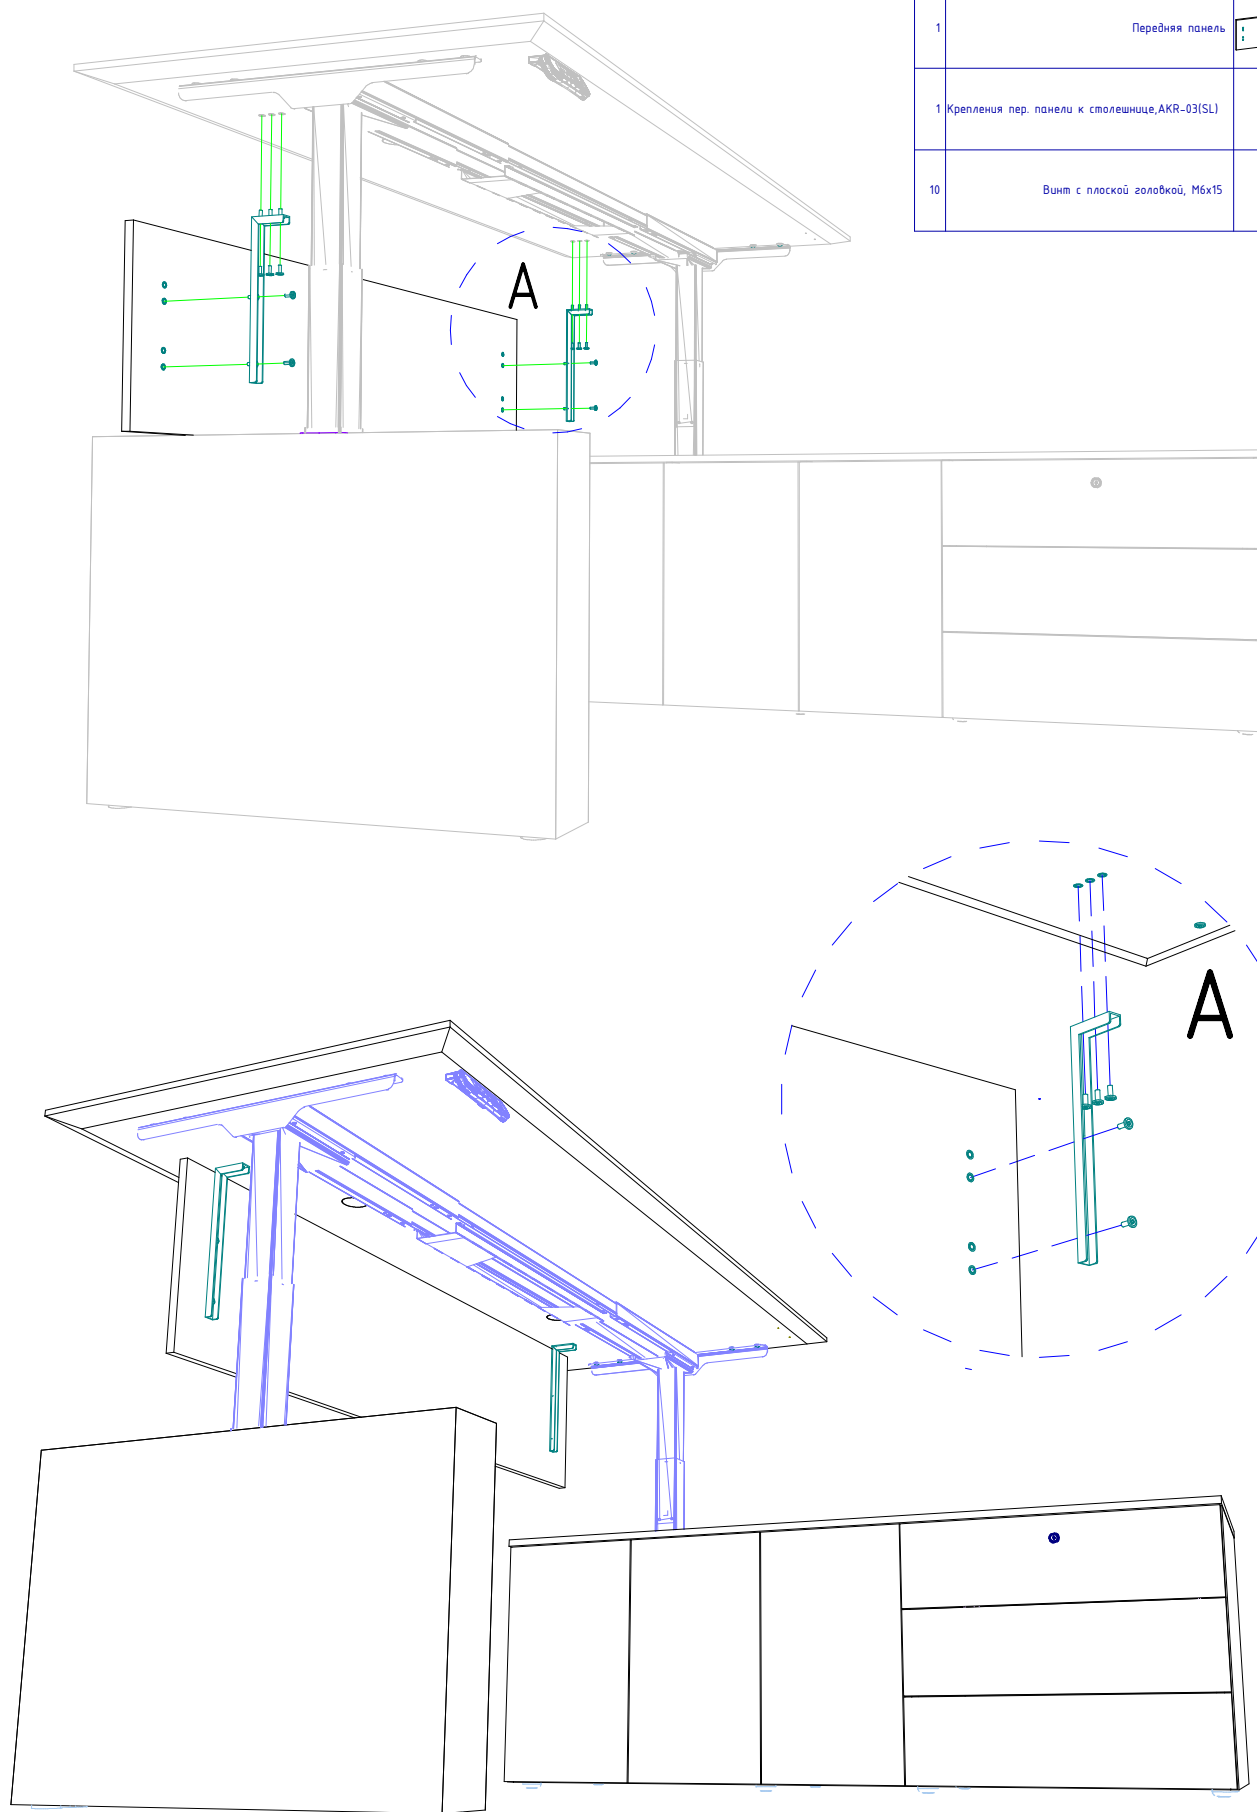 1 Передняя панель
1 Крепления пер. панели к столешнице,AKR-03(SL)
10 Винт с плоской головкой, М6х15
A
A